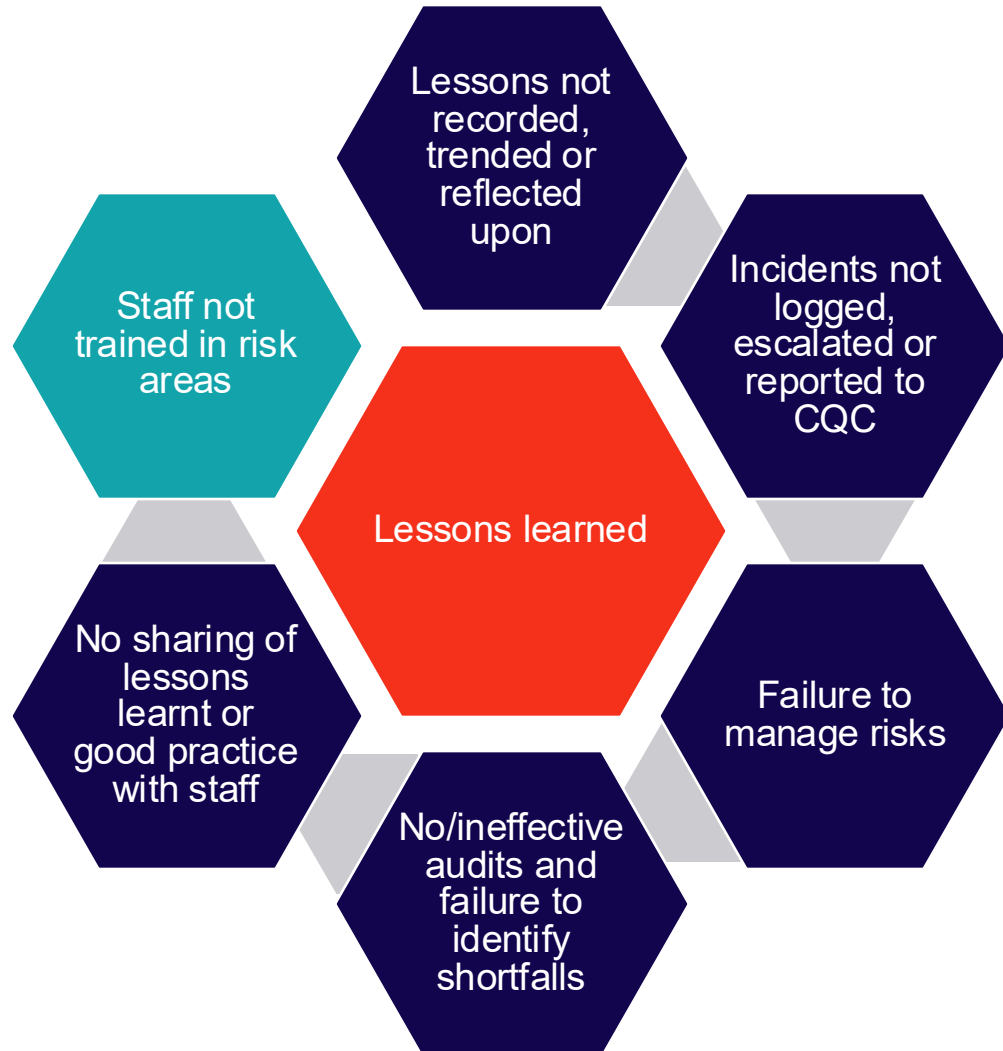 Lessons not
recorded,
trended or
reflected
upon
Incidents not
logged,
escalated or
reported to
CQC
Failure to
manage risks
No/ineffective
audits and
failure to
identify
shortfalls
No sharing of
lessons
learnt or
good practice
with staff
Staff not
trained in risk
areas
Lessons learned